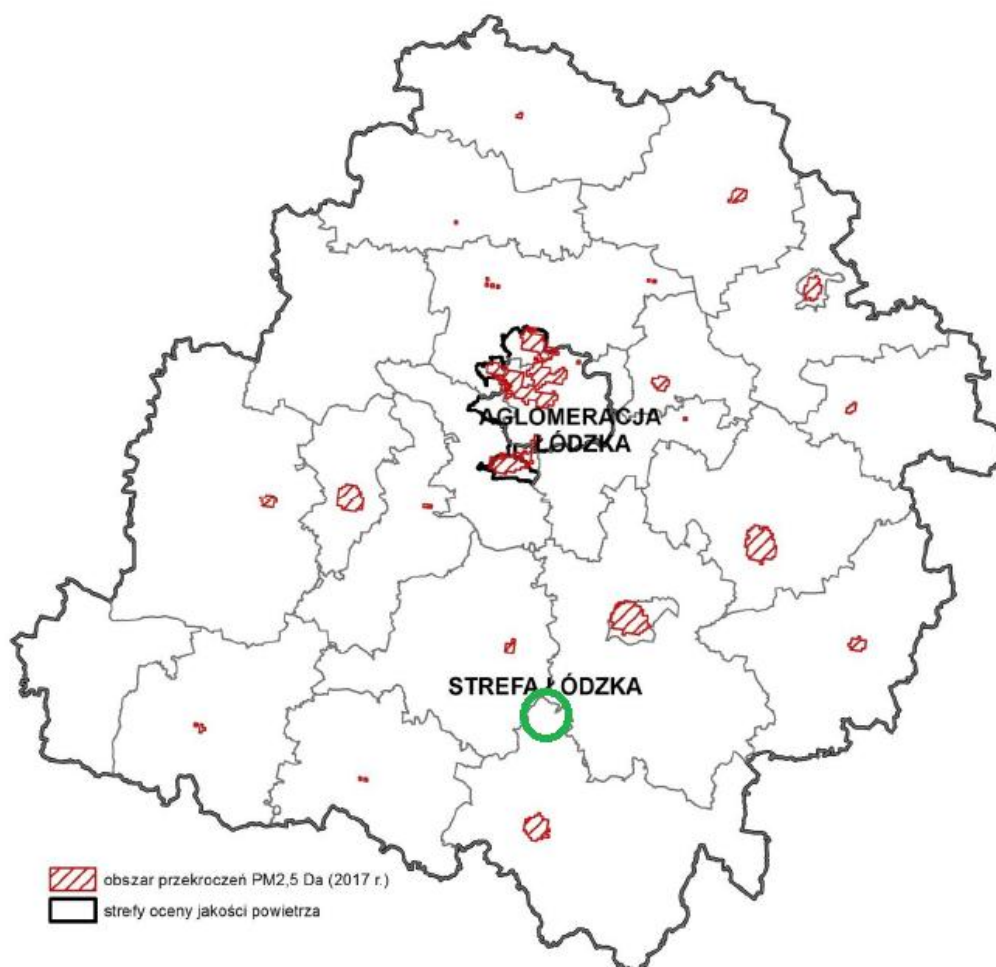 AGLOMERACJA
ŁÓDZKA
STREFA ŁÓDZKA
obszar przekroczeń PM2,5 Da (2017 r.)
strefy oceny jakości powietrza